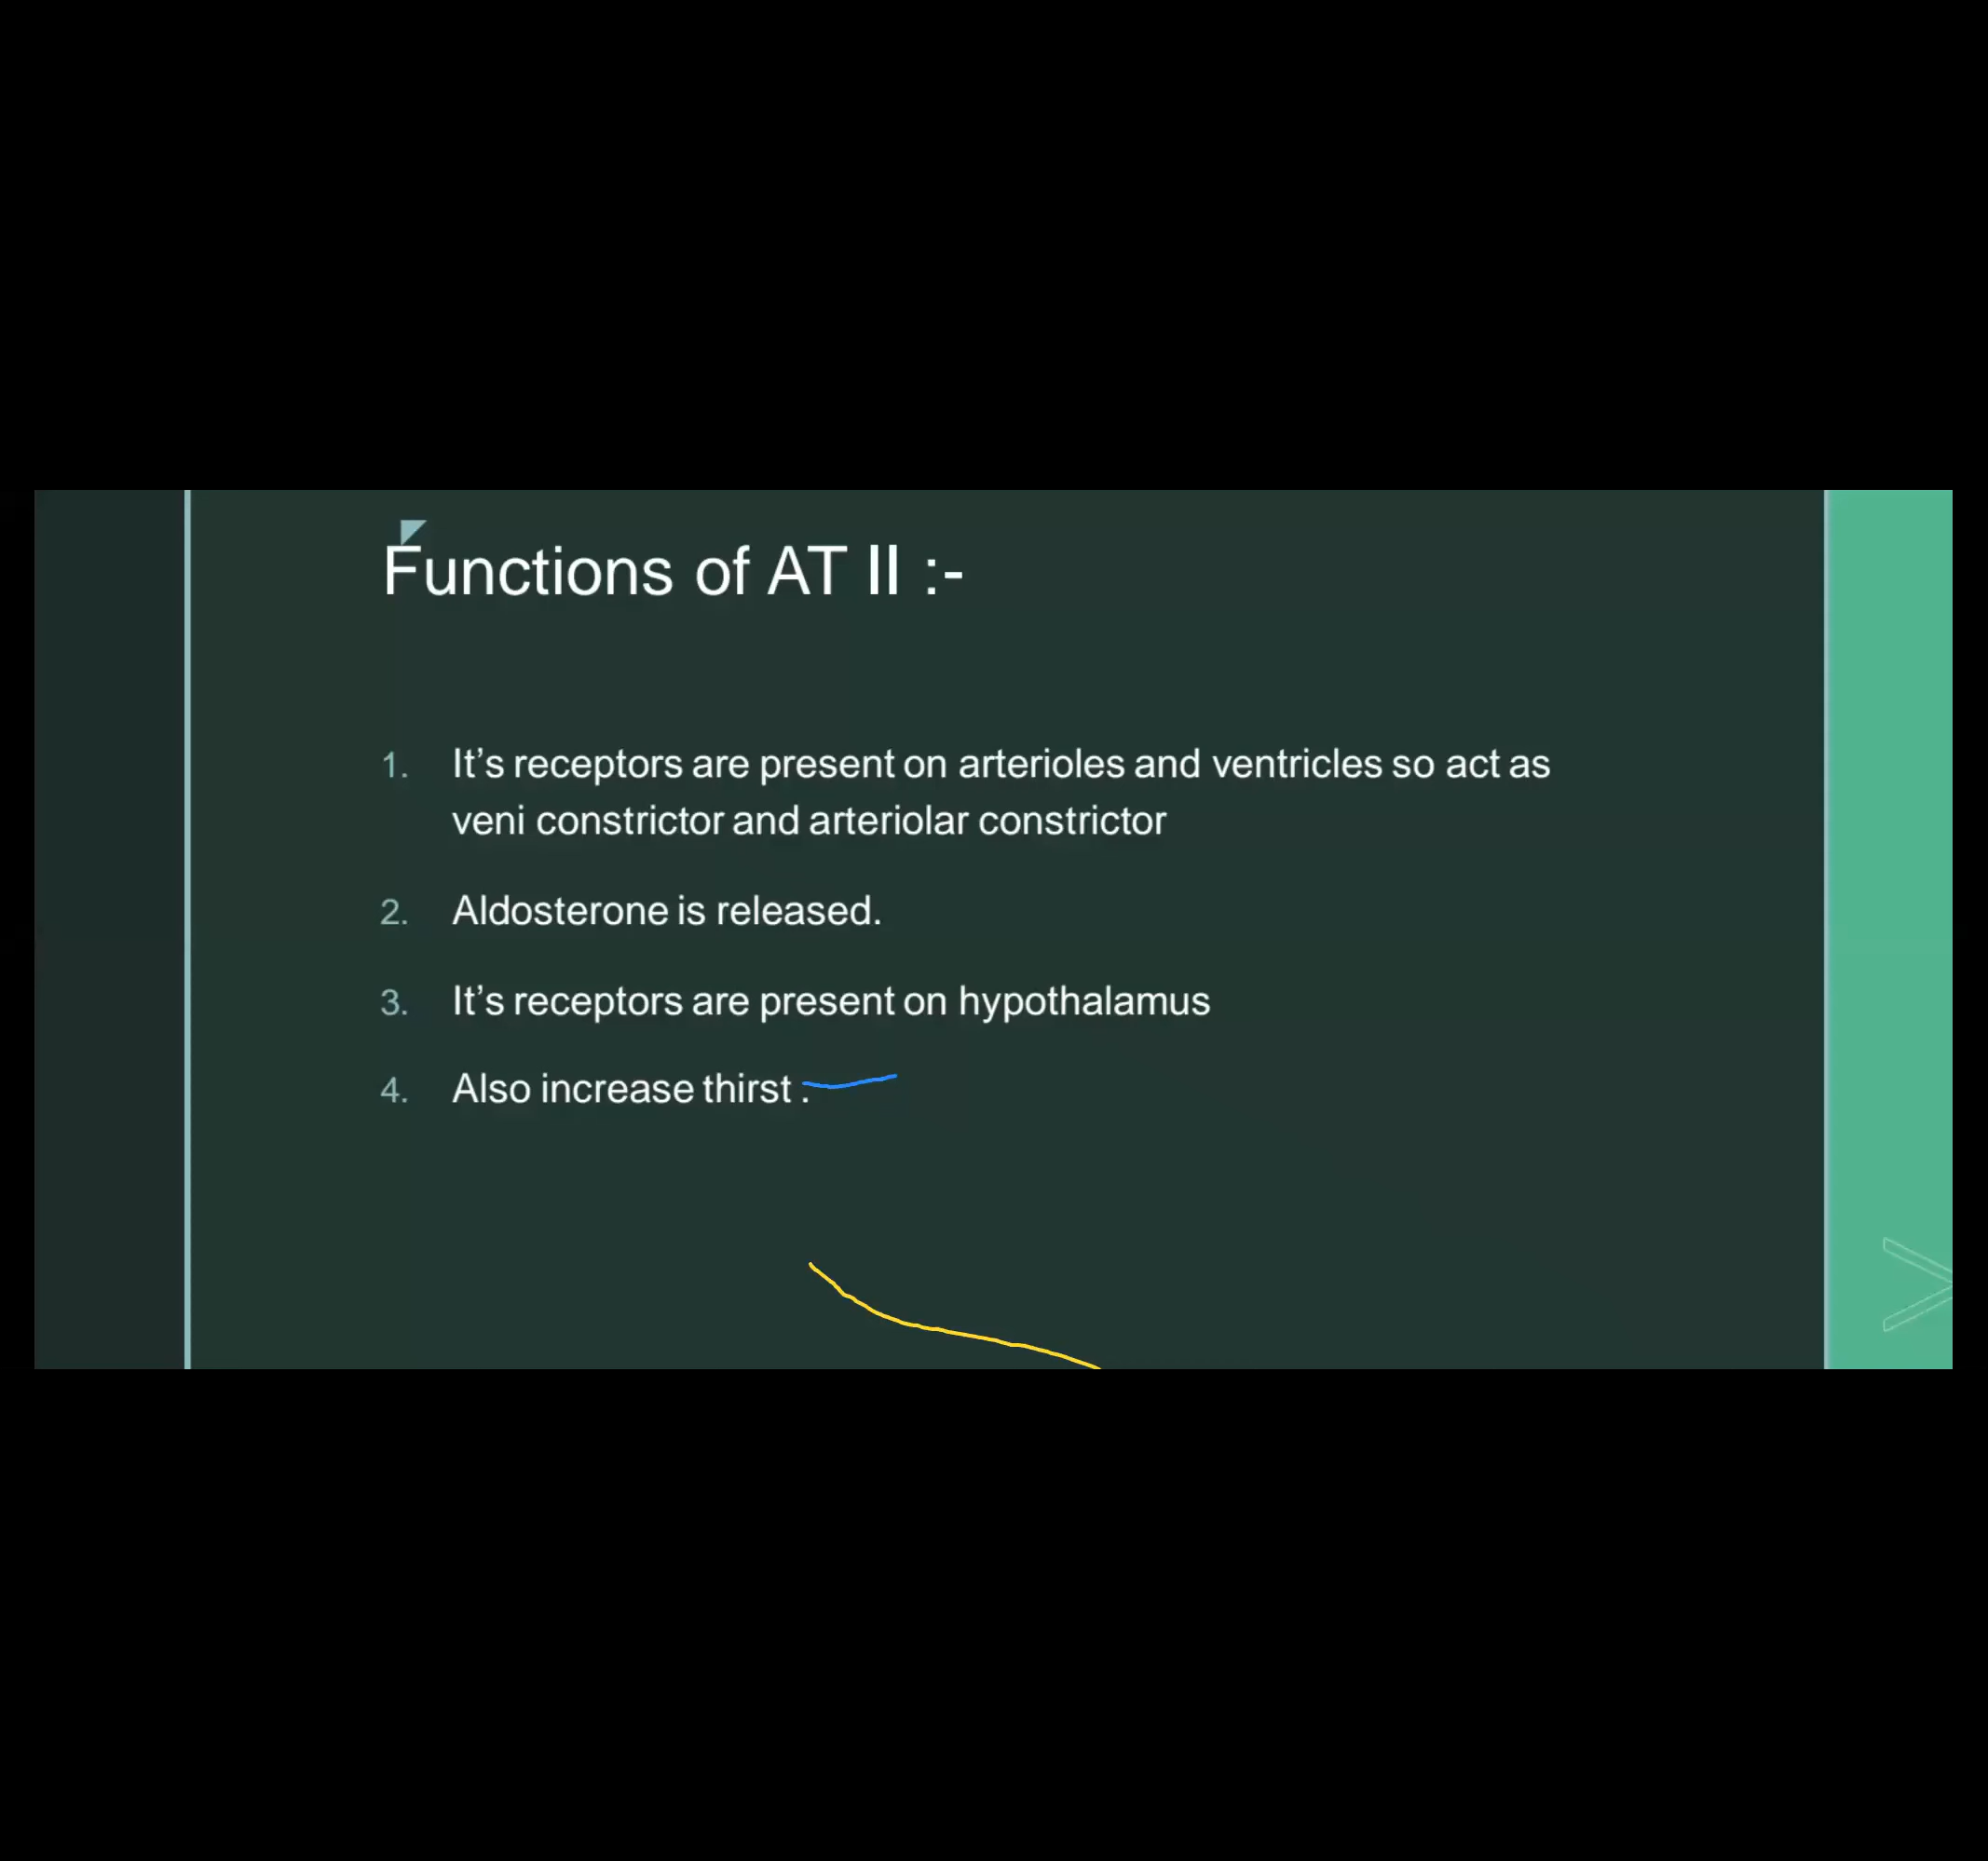 Functions of AT II :-
1. It’s receptors are present on arterioles and ventricles so act as
veni constrictor and arteriolar constrictor
2. Aldosterone is released.
3. It’s receptors are present on hypothalamus
4. Also increase thirst .